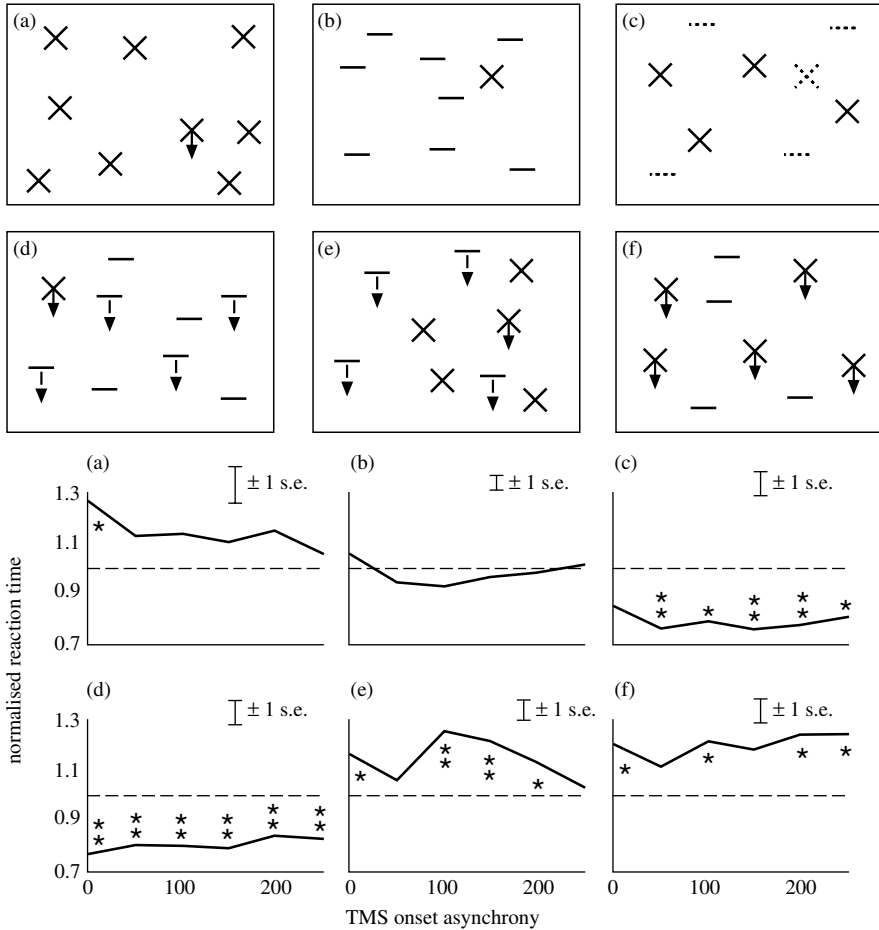 (a) (b) (c)
(d) (e) (f)
(a) (b) (c)
± 1 s.e. ± 1 s.e. ± 1 s.e.
1.3
1.1
0.9
0.7
* * * * * * * * *
normalised reaction time
(d) (e) (f)
± 1 s.e. ± 1 s.e. ± 1 s.e.
1.3
1.1
0.9
0.7
* * * * * * * * * * * * * * * * * * * * * *
0 100 200 0 100 200 0 100 200
TMS onset asynchrony